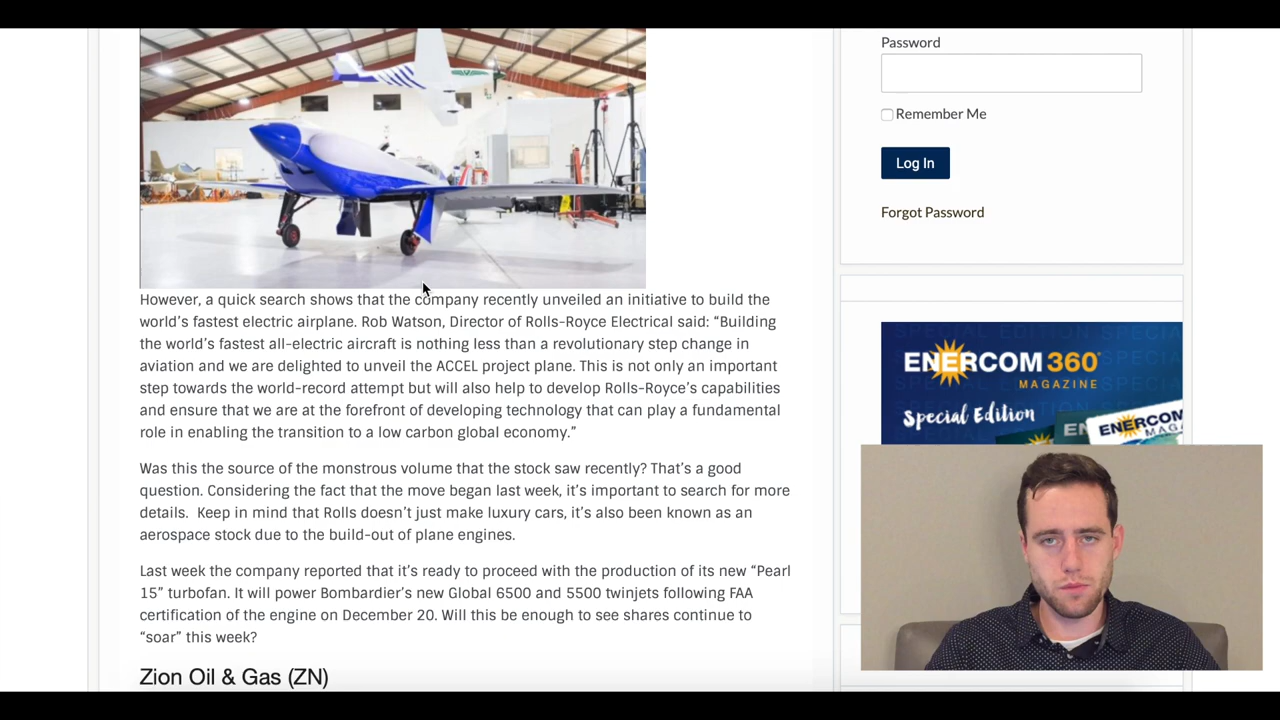 Password
Remember Me
Log In
Forgot Password
However, a quick search shows that the company recently unveiled an initiative to build the
world’s fastest electric airplane. Rob Watson, Director of Rolls-Royce Electrical said: “Building
the world’s fastest all-electric aircraft is nothing less than a revolutionary step change in
aviation and we are delighted to unveil the ACCEL project plane. This is not only an important
step towards the world-record attempt but will also help to develop Rolls-Royce’s capabilities
and ensure that we are at the forefront of developing technology that can play a fundamental
role in enabling the transition to a low carbon global economy.”
Was this the source of the monstrous volume that the stock saw recently? That’s a good
question. Considering the fact that the move began last week, it’s important to search for more
details.  Keep in mind that Rolls doesn’t just make luxury cars, it’s also been known as an
aerospace stock due to the build-out of plane engines.
Last week the company reported that it’s ready to proceed with the production of its new “Pearl
15” turbofan. It will power Bombardier’s new Global 6500 and 5500 twinjets following FAA
certification of the engine on December 20. Will this be enough to see shares continue to
“soar” this week?
Zion Oil & Gas (ZN)
ENERCOM 360
MAGAZINE
Special Edition
ENERCOM